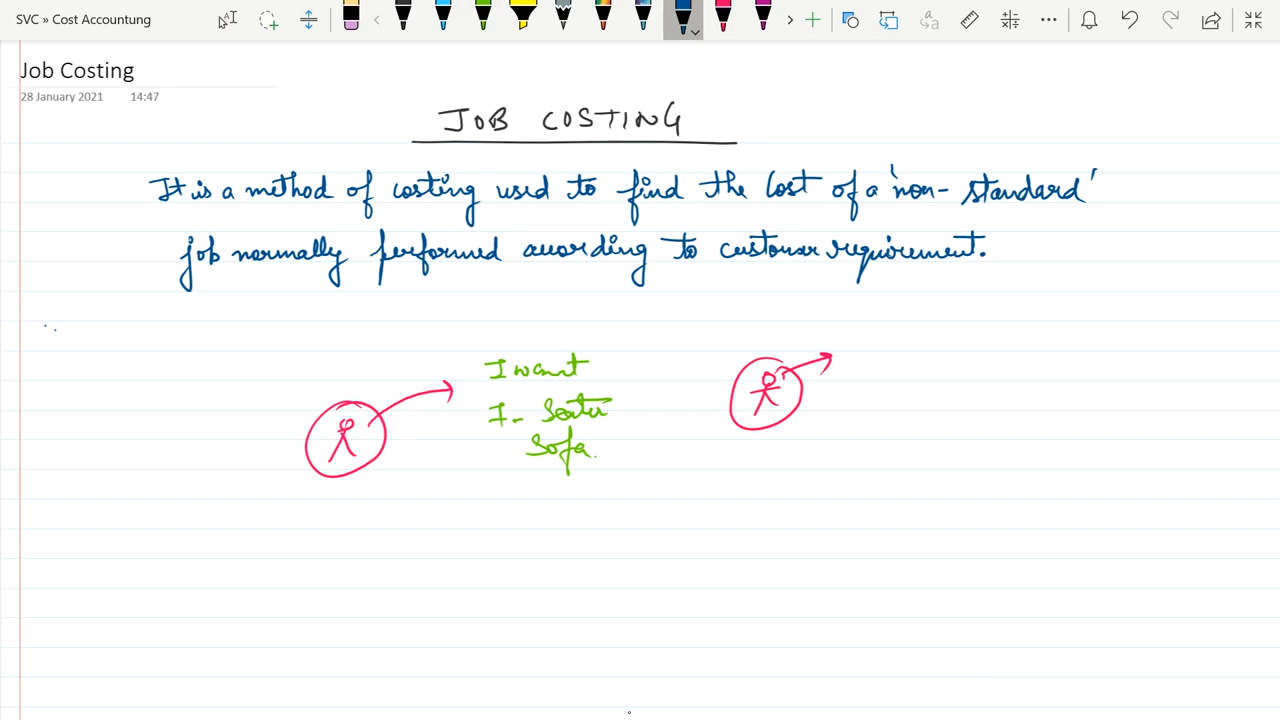 SVC » Cost Accountung
Job Costing
28 January 2021 14:47
JOB COSTING
It is a method of costing used to find the cost of a 'non-standard'
job normally performed according to customer requirement.
I want
I- Seater
Sofa.